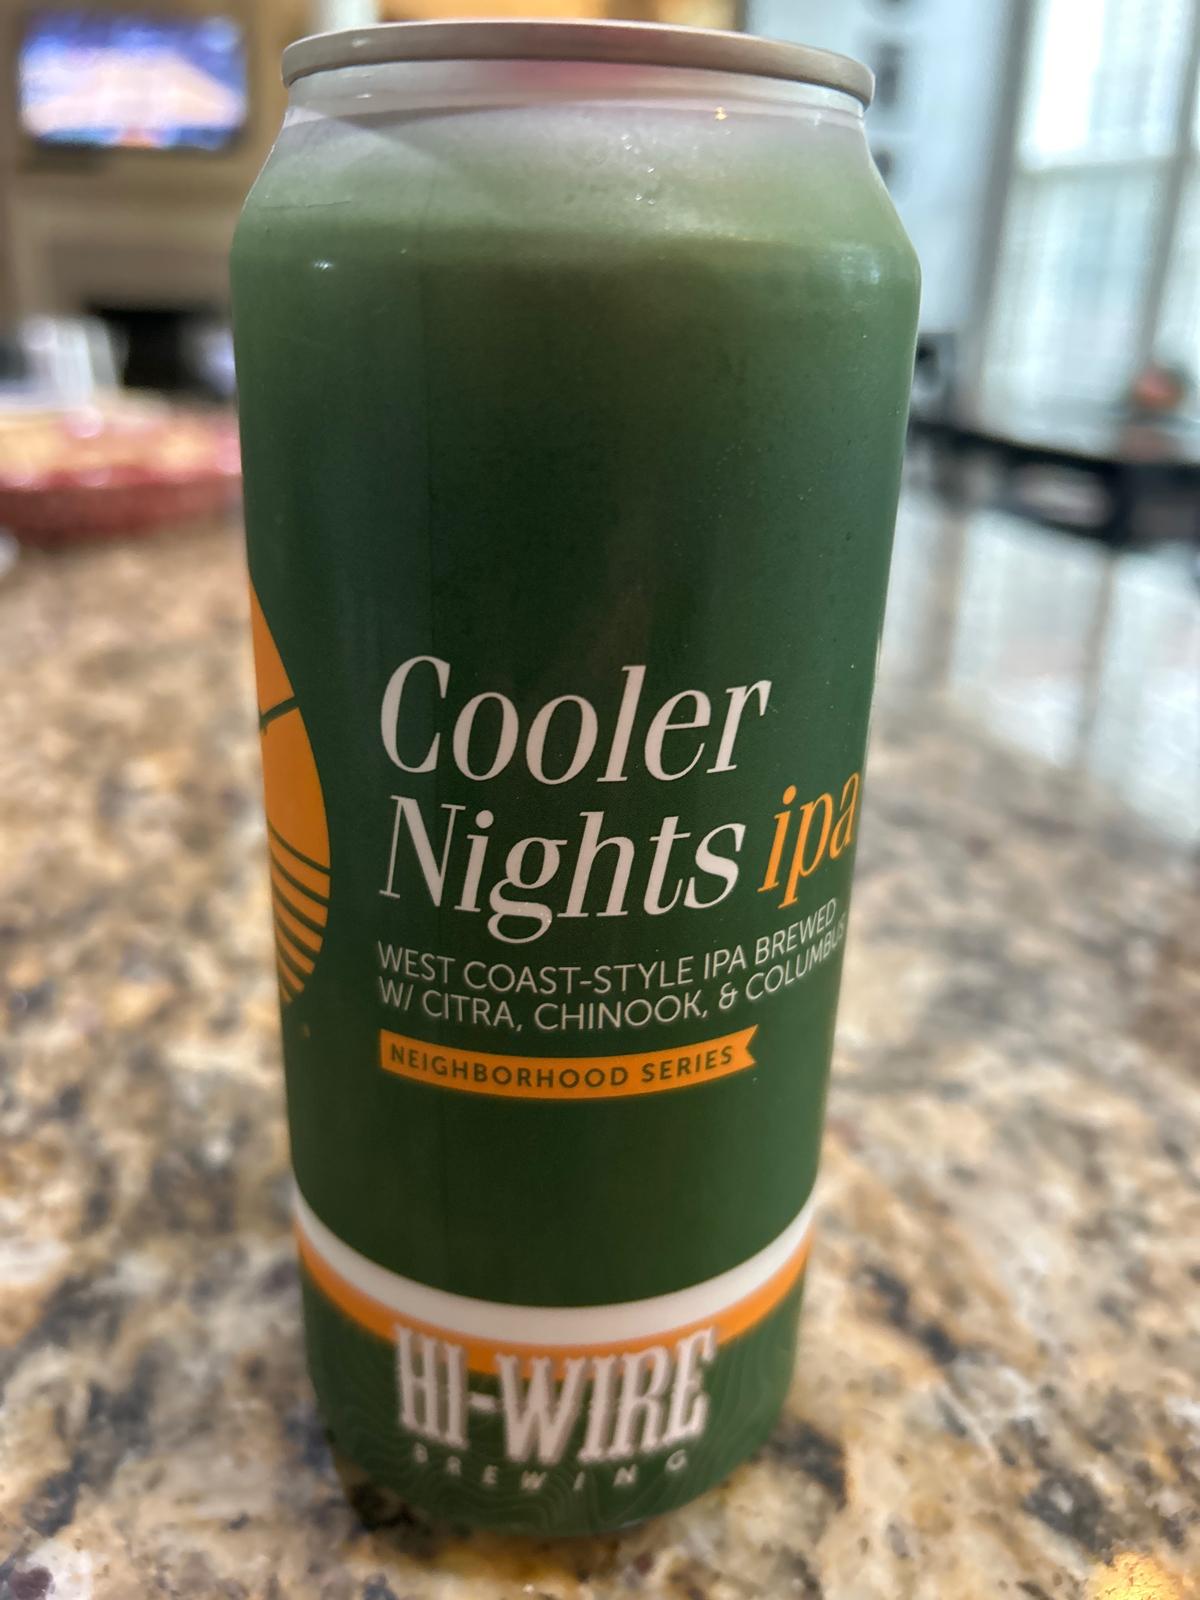 Cooler
Nights ipa
WEST COAST-STYLE IPA BREWED
W/ CITRA, CHINOOK, & COLUMBUS
NEIGHBORHOOD SERIES
HI-WIRE
BREWING